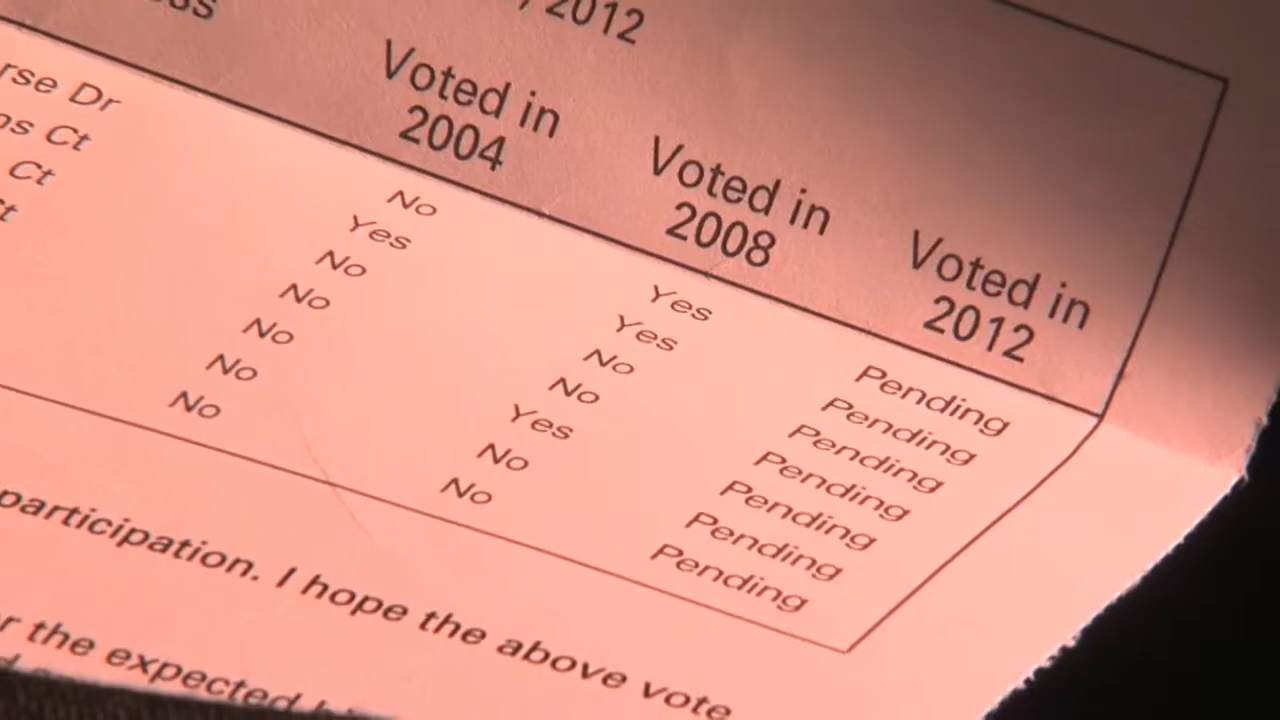 2012
Voted in
2004
Voted in
2008
Voted in
2012
Dr No Yes Pending
Ct Yes Yes Pending
Ct No No Pending
No No Pending
No Yes Pending
No No Pending
No No Pending
participation. I hope the above vote
the expected